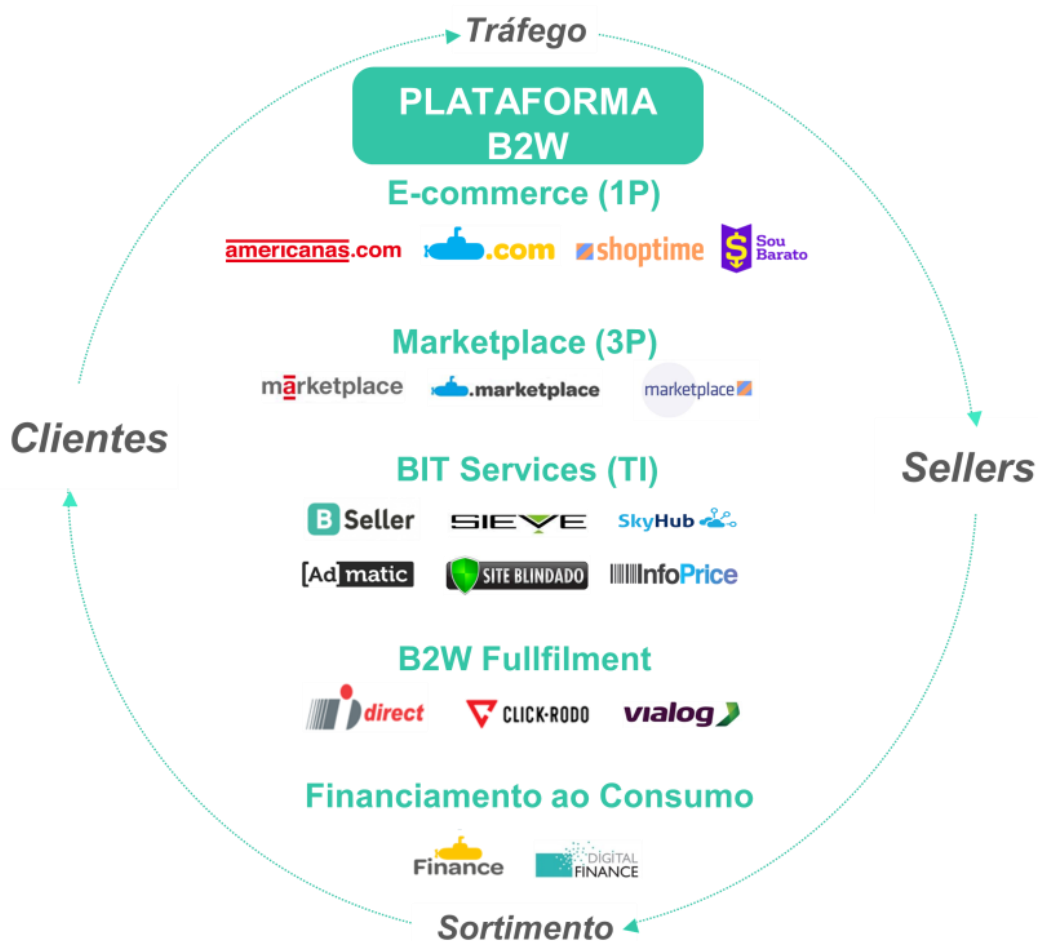 Tráfego
PLATAFORMA
B2W
E-commerce (1P)
americanas.com .com shoptime Sou
Barato
Marketplace (3P)
marketplace .marketplace marketplace
Clientes
Sellers
BIT Services (TI)
B Seller SIEVE SkyHub
[Ad]matic SITE BLINDADO InfoPrice
B2W Fullfilment
direct CLICK·RODO vialog
Financiamento ao Consumo
Finance DIGITAL
FINANCE
Sortimento